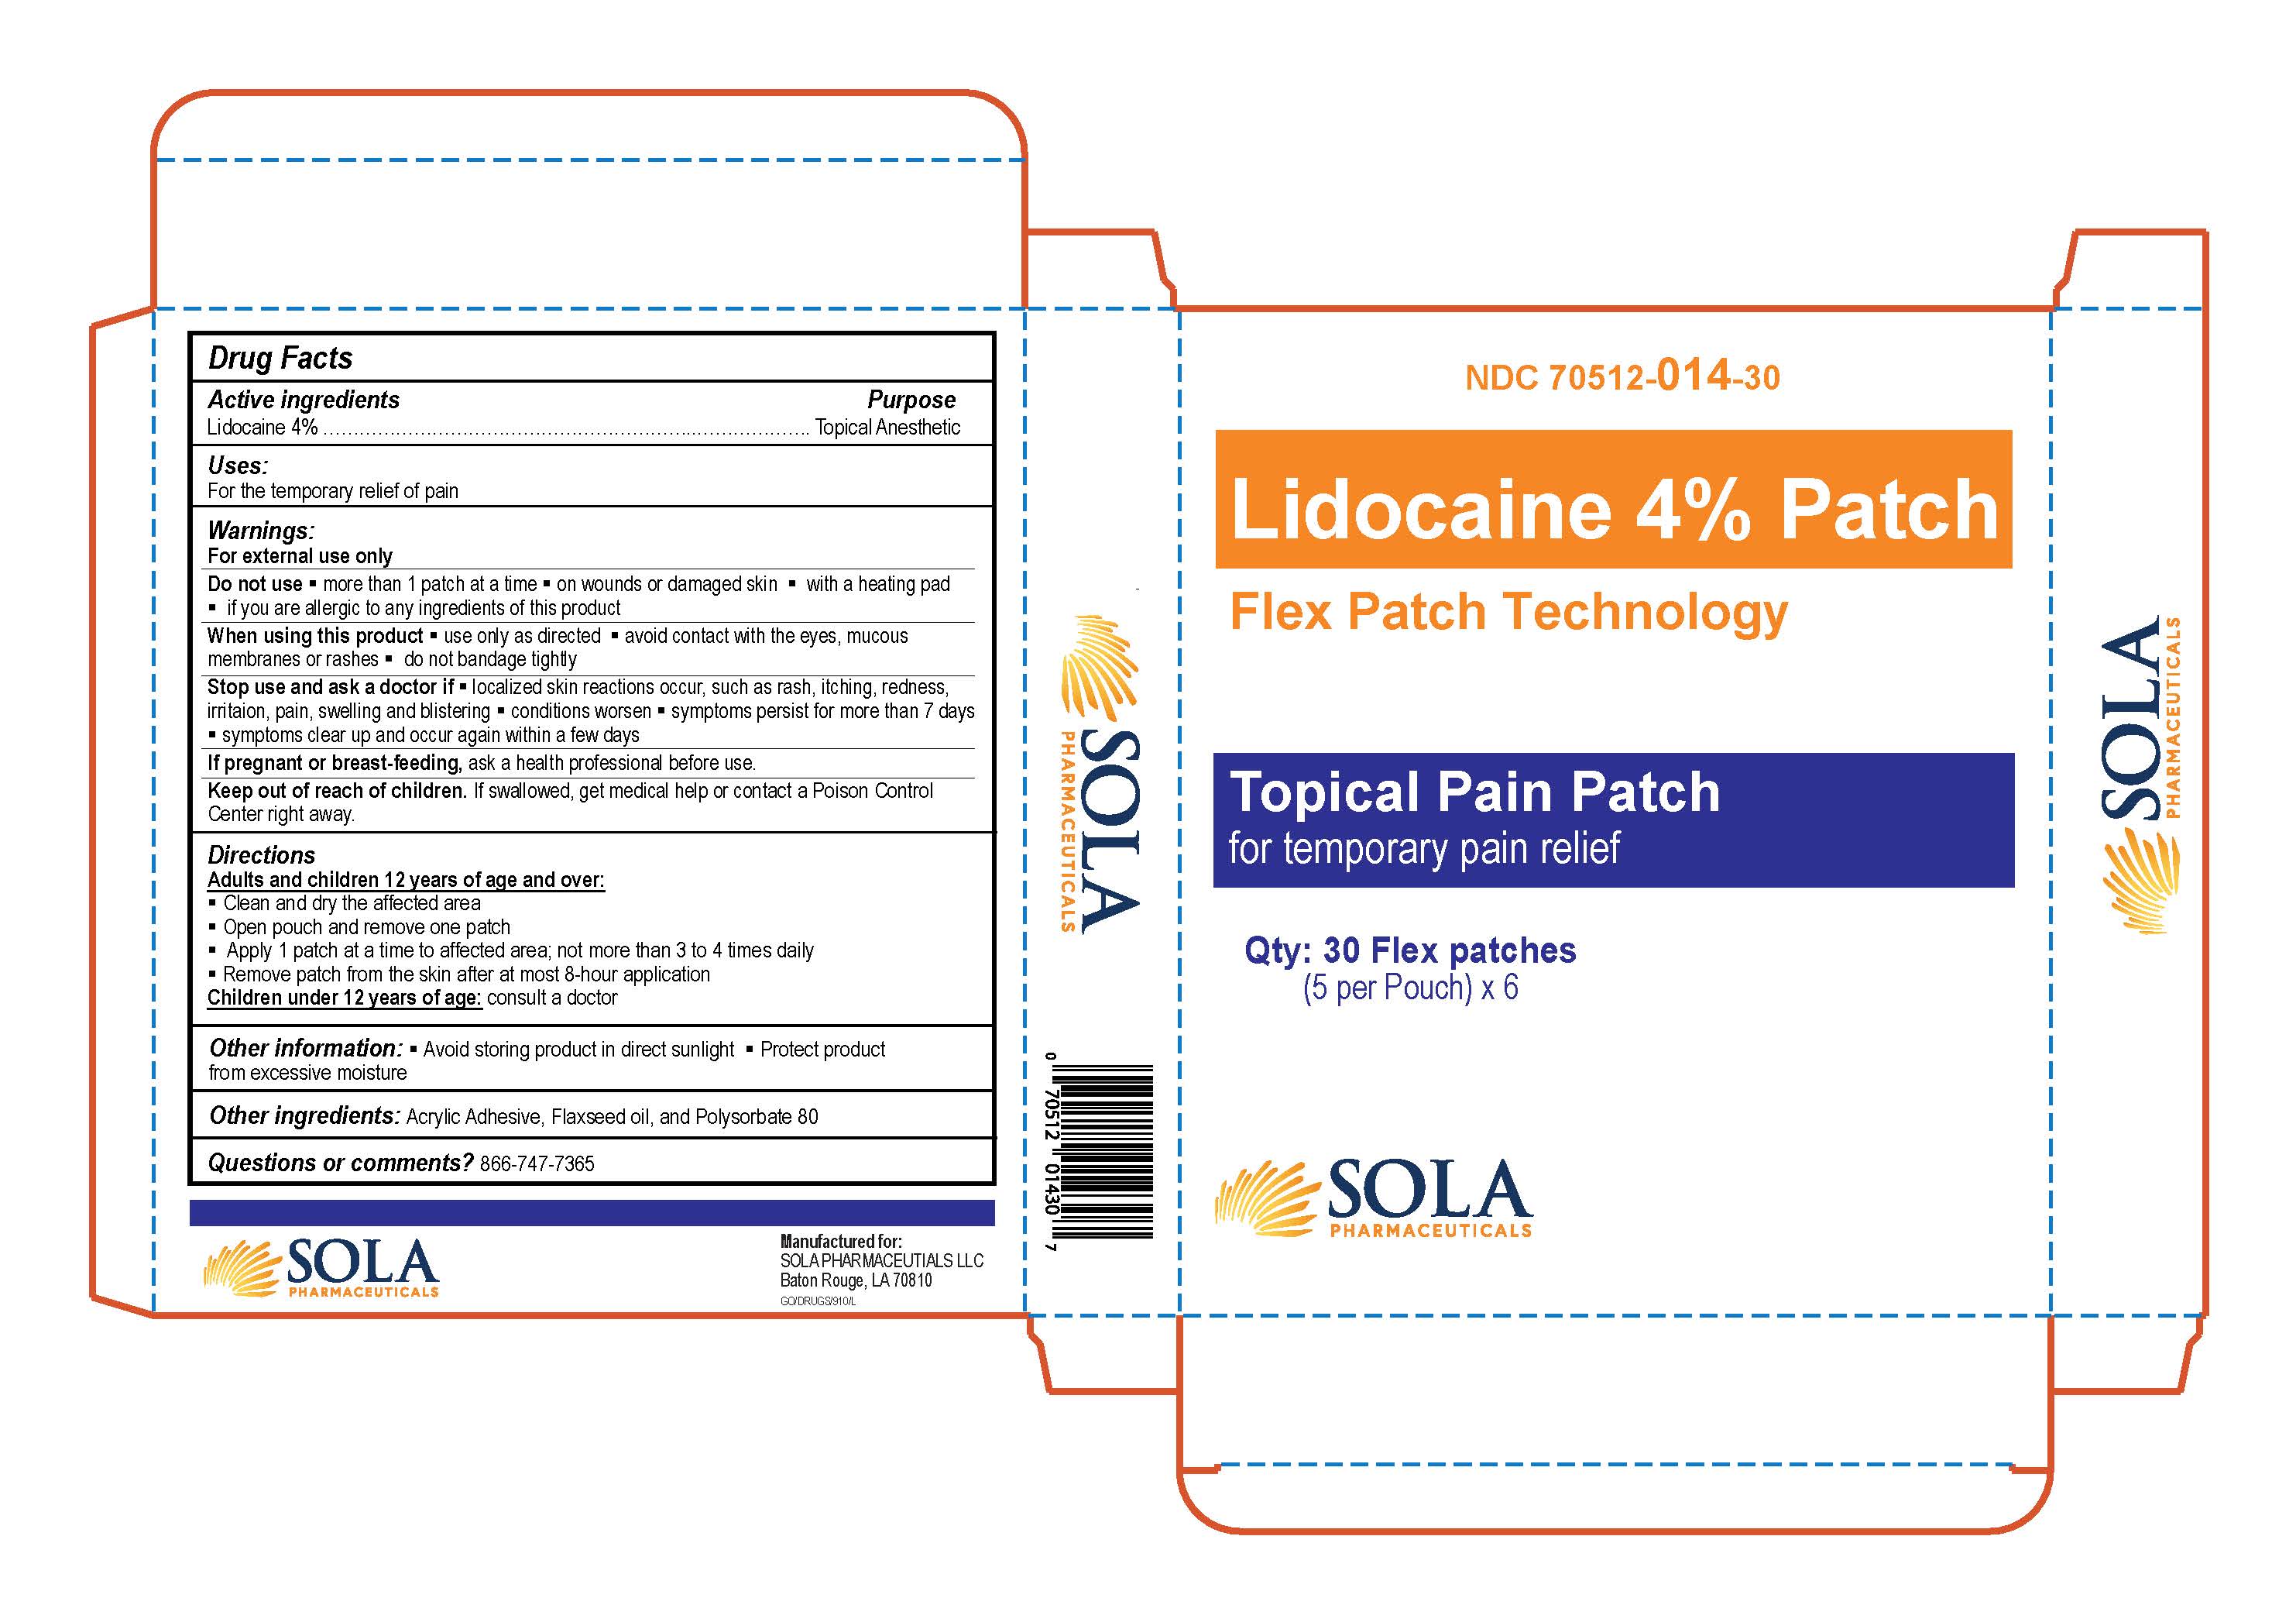 Drug Facts
Active ingredients Purpose
Lidocaine 4% ........................................................................ Topical Anesthetic
Uses:
For the temporary relief of pain
Warnings:
For external use only
Do not use ▪ more than 1 patch at a time ▪ on wounds or damaged skin ▪ with a heating pad
▪ if you are allergic to any ingredients of this product
When using this product ▪ use only as directed ▪ avoid contact with the eyes, mucous
membranes or rashes ▪ do not bandage tightly
Stop use and ask a doctor if ▪ localized skin reactions occur, such as rash, itching, redness,
irritaion, pain, swelling and blistering ▪ conditions worsen ▪ symptoms persist for more than 7 days
▪ symptoms clear up and occur again within a few days
If pregnant or breast-feeding, ask a health professional before use.
Keep out of reach of children. If swallowed, get medical help or contact a Poison Control
Center right away.
Directions
Adults and children 12 years of age and over:
▪ Clean and dry the affected area
▪ Open pouch and remove one patch
▪ Apply 1 patch at a time to affected area; not more than 3 to 4 times daily
▪ Remove patch from the skin after at most 8-hour application
Children under 12 years of age: consult a doctor
Other information: ▪ Avoid storing product in direct sunlight ▪ Protect product
from excessive moisture
Other ingredients: Acrylic Adhesive, Flaxseed oil, and Polysorbate 80
Questions or comments? 866-747-7365
SOLA
PHARMACEUTICALS
Manufactured for:
SOLA PHARMACEUTIALS LLC
Baton Rouge, LA 70810
GO/DRUGS/910/L
SOLA
PHARMACEUTICALS
0 70512 01430 7
NDC 70512-014-30
Lidocaine 4% Patch
Flex Patch Technology
Topical Pain Patch
for temporary pain relief
Qty: 30 Flex patches
(5 per Pouch) x 6
SOLA
PHARMACEUTICALS
SOLA
PHARMACEUTICALS